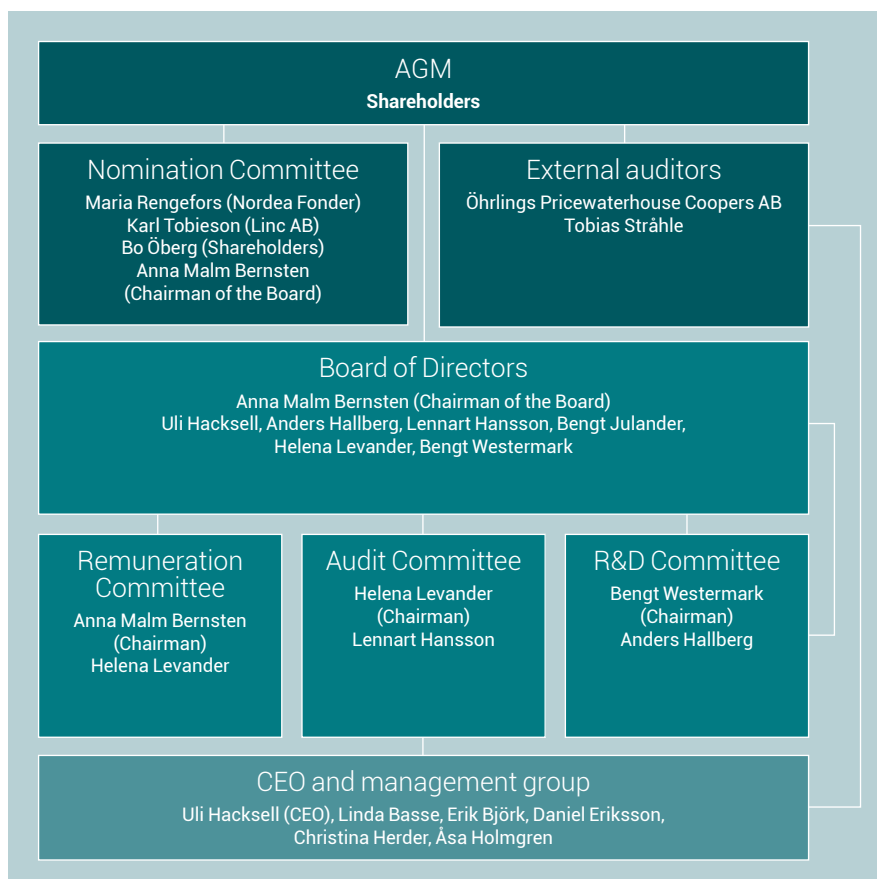 AGM
Shareholders
Nomination Committee
Maria Rengefors (Nordea Fonder)
Karl Tobieson (Linc AB)
Bo Öberg (Shareholders)
Anna Malm Bernsten
(Chairman of the Board)
External auditors
Öhrlings Pricewaterhouse Coopers AB
Tobias Stråhle
Board of Directors
Anna Malm Bernsten (Chairman of the Board)
Uli Hacksell, Anders Hallberg, Lennart Hansson, Bengt Julander,
Helena Levander, Bengt Westermark
Remuneration
Committee
Anna Malm Bernsten
(Chairman)
Helena Levander
Audit Committee
Helena Levander
(Chairman)
Lennart Hansson
R&D Committee
Bengt Westermark
(Chairman)
Anders Hallberg
CEO and management group
Uli Hacksell (CEO), Linda Basse, Erik Björk, Daniel Eriksson,
Christina Herder, Åsa Holmgren